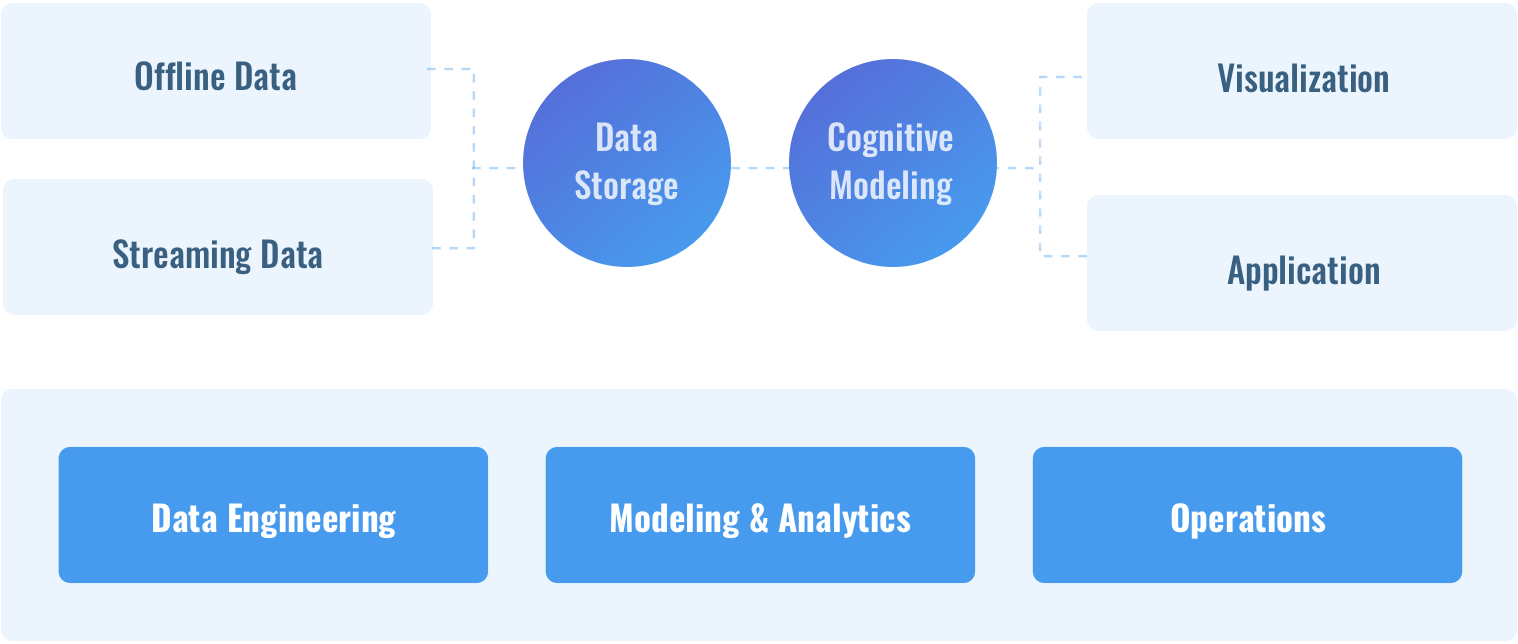 Offline Data
Streaming Data
Data
Storage
Cognitive
Modeling
Visualization
Application
Data Engineering
Modeling & Analytics
Operations